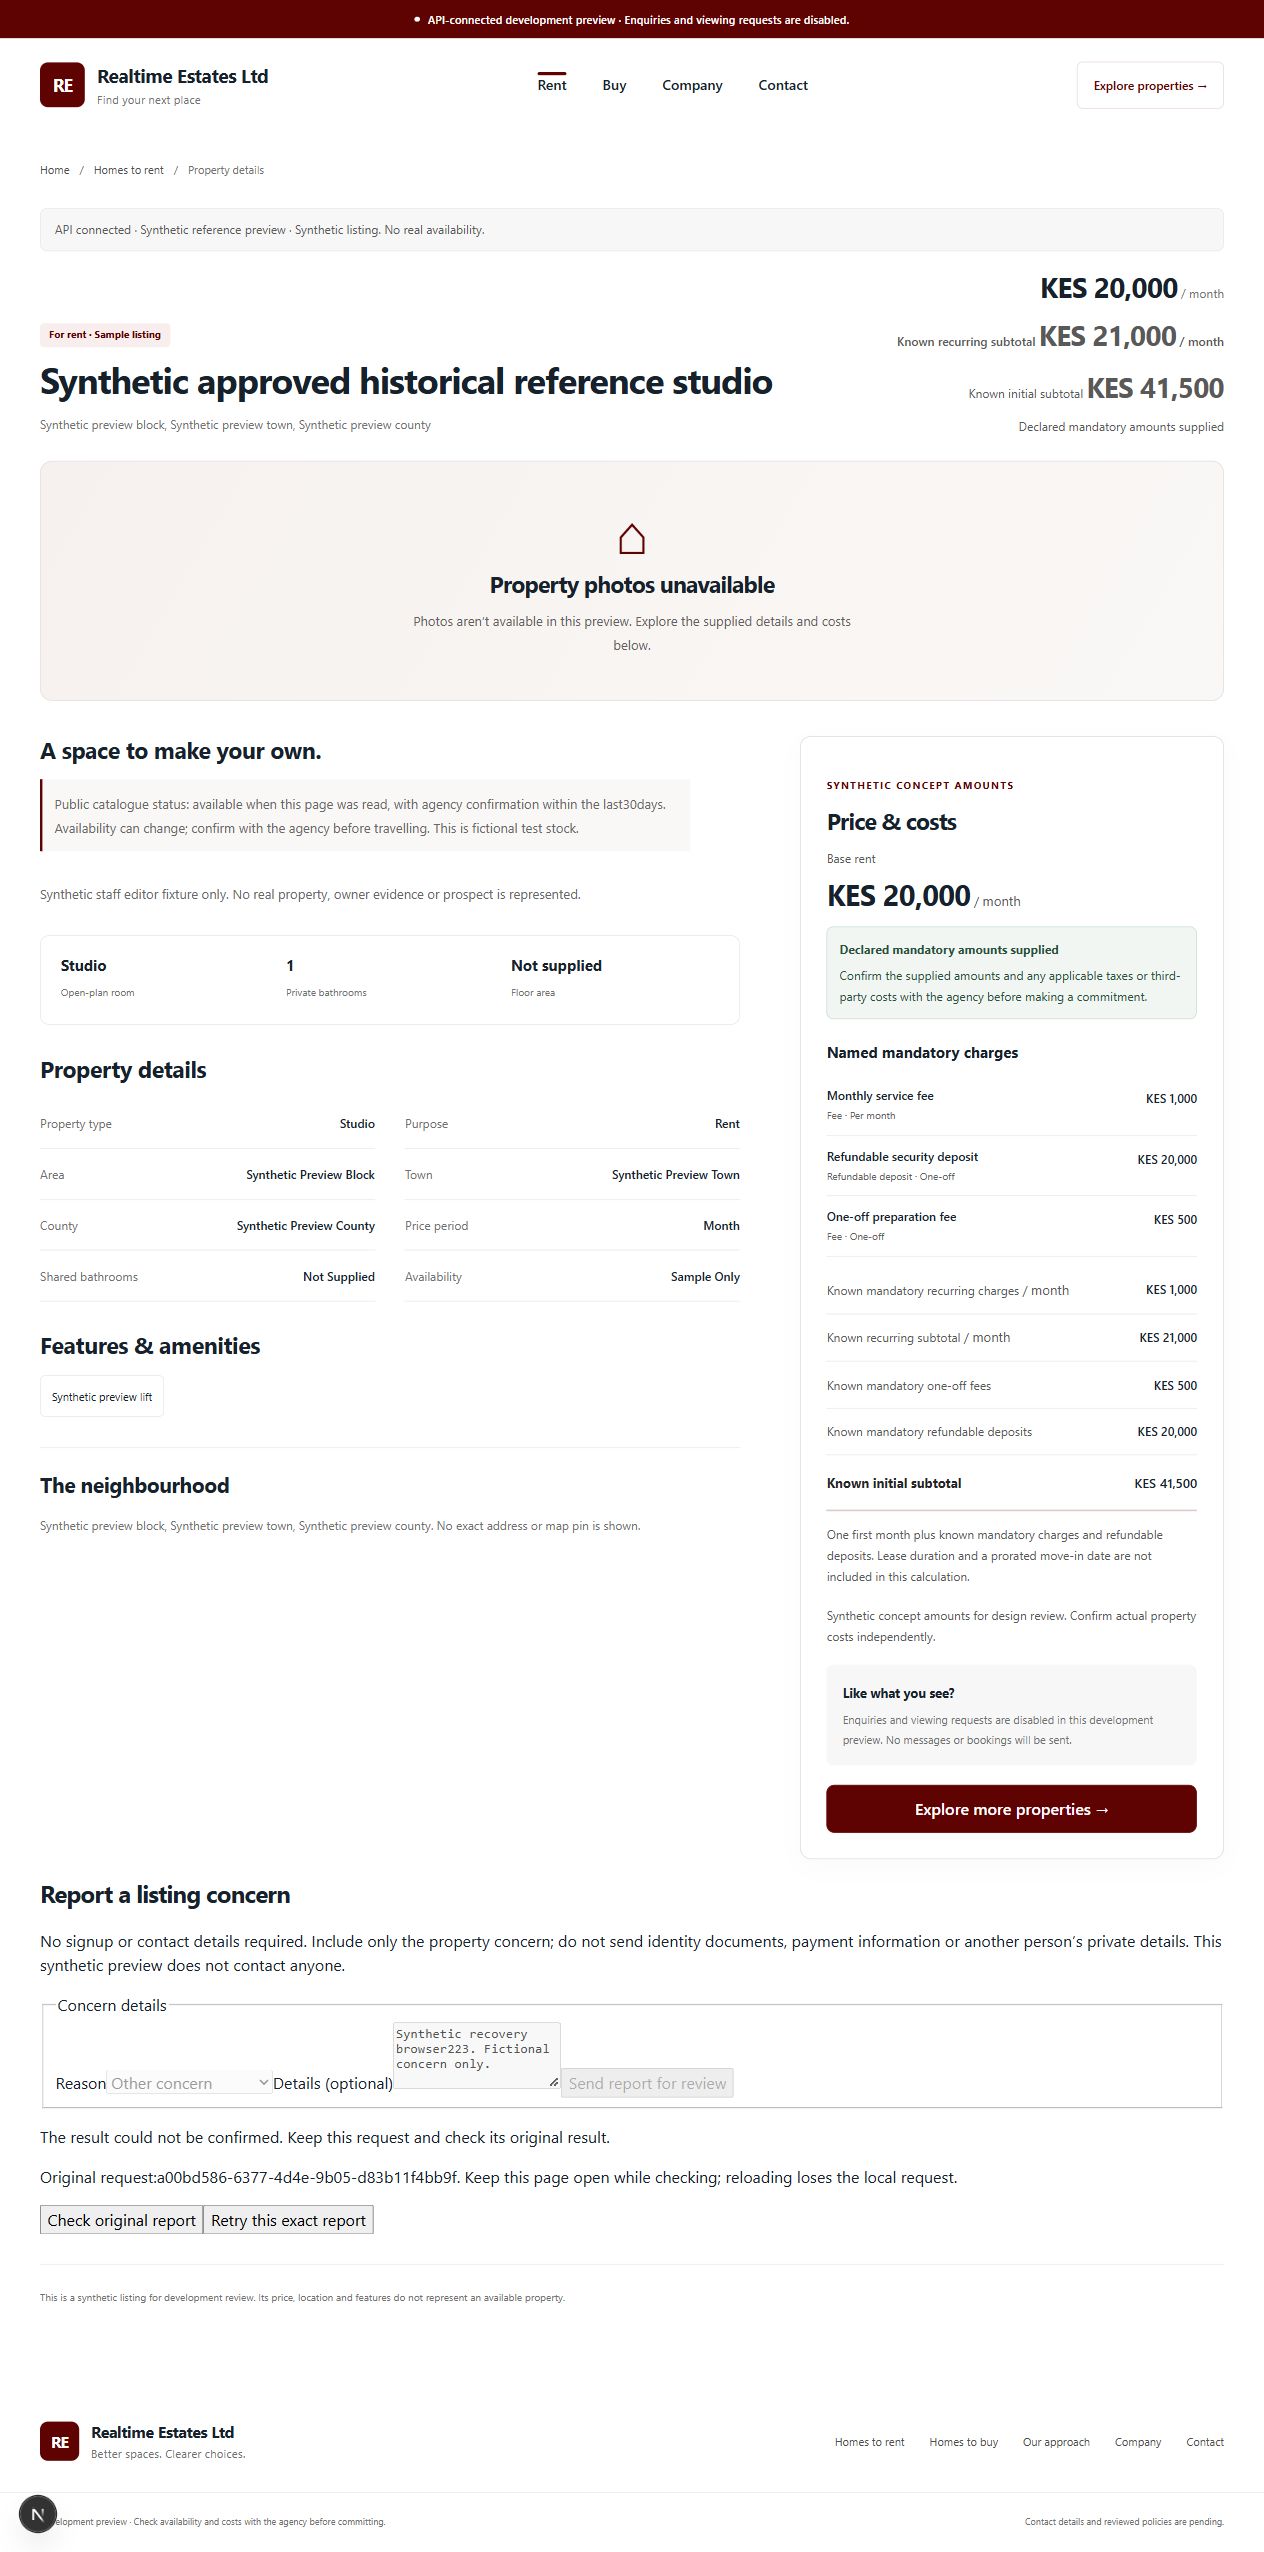 API-connected development preview · Enquiries and viewing requests are disabled.
RE
Realtime Estates Ltd
Find your next place
Rent
Buy
Company
Contact
Explore properties →
Home / Homes to rent / Property details
API connected · Synthetic reference preview · Synthetic listing. No real availability.
For rent · Sample listing
Synthetic approved historical reference studio
Synthetic preview block, Synthetic preview town, Synthetic preview county
KES 20,000 / month
Known recurring subtotal KES 21,000 / month
Known initial subtotal KES 41,500
Declared mandatory amounts supplied
Property photos unavailable
Photos aren't available in this preview. Explore the supplied details and costs
below.
A space to make your own.
Public catalogue status: available when this page was read, with agency confirmation within the last30days.
Availability can change; confirm with the agency before travelling. This is fictional test stock.
Synthetic staff editor fixture only. No real property, owner evidence or prospect is represented.
Studio
Open-plan room
1
Private bathrooms
Not supplied
Floor area
Property details
Property type Studio
Purpose Rent
Area Synthetic Preview Block
Town Synthetic Preview Town
County Synthetic Preview County
Price period Month
Shared bathrooms Not Supplied
Availability Sample Only
Features & amenities
Synthetic preview lift
The neighbourhood
Synthetic preview block, Synthetic preview town, Synthetic preview county. No exact address or map pin is shown.
SYNTHETIC CONCEPT AMOUNTS
Price & costs
Base rent
KES 20,000 / month
Declared mandatory amounts supplied
Confirm the supplied amounts and any applicable taxes or third-
party costs with the agency before making a commitment.
Named mandatory charges
Monthly service fee KES 1,000
Fee · Per month
Refundable security deposit KES 20,000
Refundable deposit · One-off
One-off preparation fee KES 500
Fee · One-off
Known mandatory recurring charges / month KES 1,000
Known recurring subtotal / month KES 21,000
Known mandatory one-off fees KES 500
Known mandatory refundable deposits KES 20,000
Known initial subtotal KES 41,500
One first month plus known mandatory charges and refundable
deposits. Lease duration and a prorated move-in date are not
included in this calculation.
Synthetic concept amounts for design review. Confirm actual property
costs independently.
Like what you see?
Enquiries and viewing requests are disabled in this development
preview. No messages or bookings will be sent.
Explore more properties →
Report a listing concern
No signup or contact details required. Include only the property concern; do not send identity documents, payment information or another person's private details. This
synthetic preview does not contact anyone.
Concern details
Reason Other concern
Details (optional)
Synthetic recovery
browser223. Fictional
concern only.
Send report for review
The result could not be confirmed. Keep this request and check its original result.
Original request:a00bd586-6377-4d4e-9b05-d83b11f4bb9f. Keep this page open while checking; reloading loses the local request.
Check original report
Retry this exact report
This is a synthetic listing for development review. Its price, location and features do not represent an available property.
RE
Realtime Estates Ltd
Better spaces. Clearer choices.
Homes to rent
Homes to buy
Our approach
Company
Contact
N
elopment preview · Check availability and costs with the agency before committing.
Contact details and reviewed policies are pending.